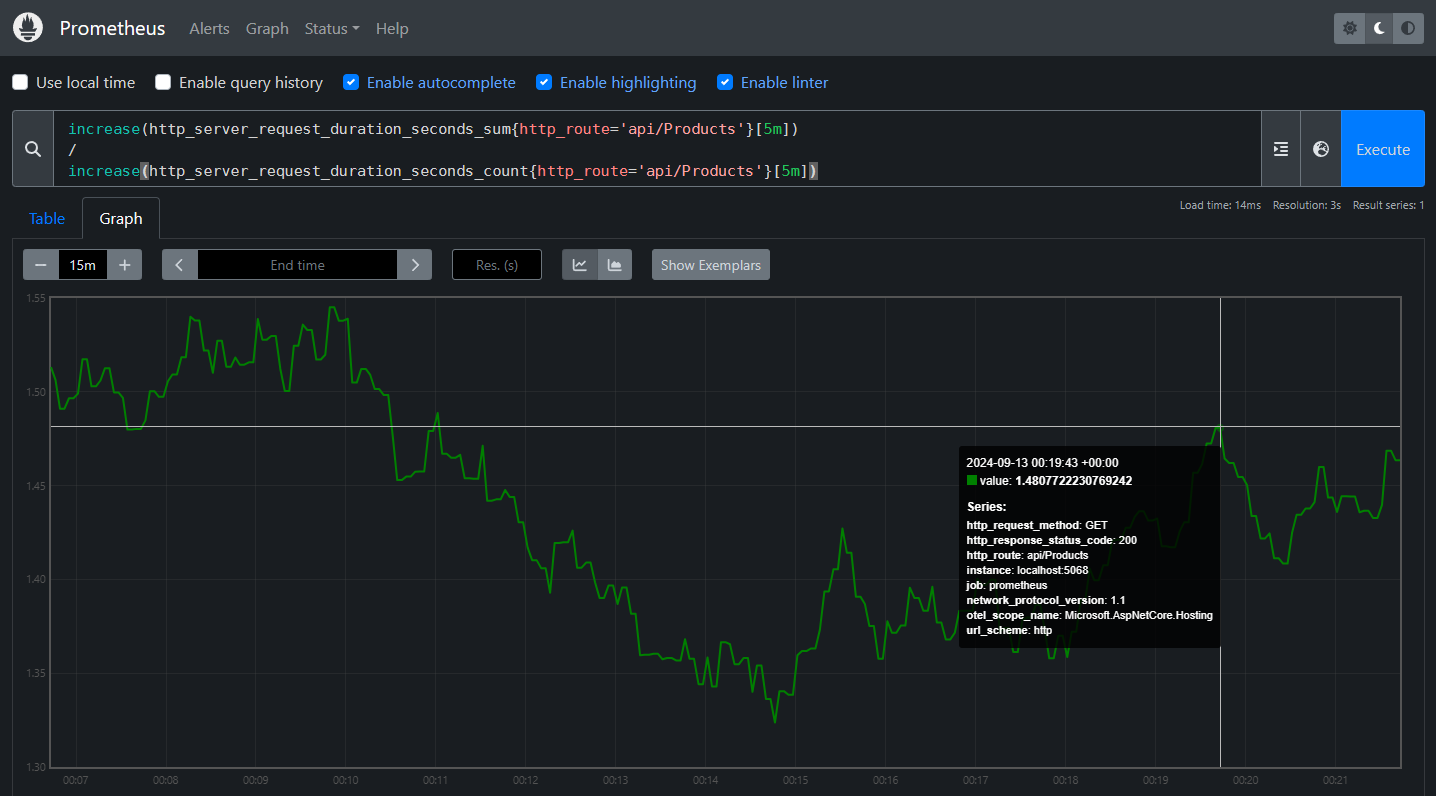 Prometheus Alerts Graph Status Help
Use local time Enable query history Enable autocomplete Enable highlighting Enable linter
increase(http_server_request_duration_seconds_sum{http_route='api/Products'}[5m])
/
increase(http_server_request_duration_seconds_count{http_route='api/Products'}[5m])
Execute
Load time: 14ms Resolution: 3s Result series: 1
Table Graph
15m End time Res. (s) Show Exemplars
1.55
1.50
1.45
1.40
1.35
1.30
2024-09-13 00:19:43 +00:00
value: 1.4807722230769242
Series:
http_request_method: GET
http_response_status_code: 200
http_route: api/Products
instance: localhost:5068
job: prometheus
network_protocol_version: 1.1
otel_scope_name: Microsoft.AspNetCore.Hosting
url_scheme: http
00:07 00:08 00:09 00:10 00:11 00:12 00:13 00:14 00:15 00:16 00:17 00:18 00:19 00:20 00:21